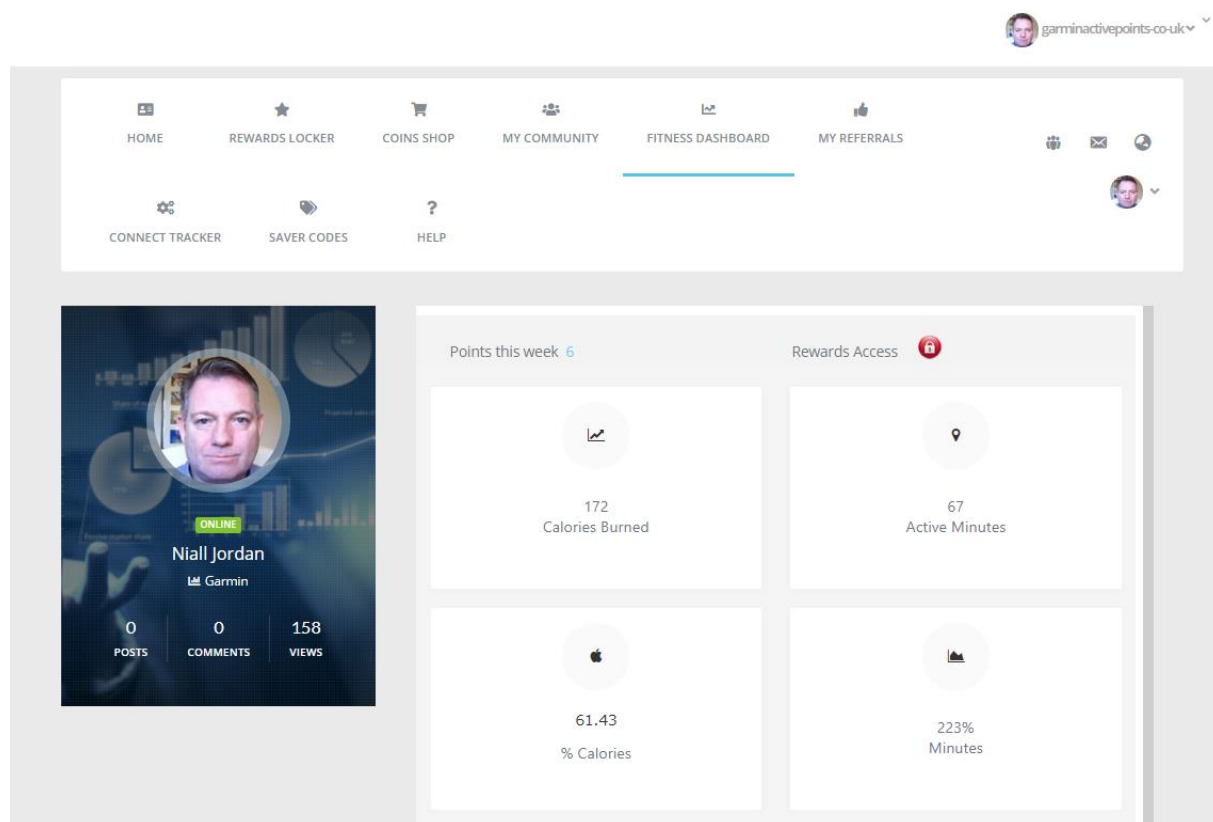 garminactivepoints-co-uk
HOME
REWARDS LOCKER
COINS SHOP
MY COMMUNITY
FITNESS DASHBOARD
MY REFERRALS
CONNECT TRACKER
SAVER CODES
?
HELP
Points this week 6
Rewards Access
ONLINE
Niall Jordan
Garmin
0
POSTS
0
COMMENTS
158
VIEWS
172
Calories Burned
67
Active Minutes
61.43
% Calories
223%
Minutes